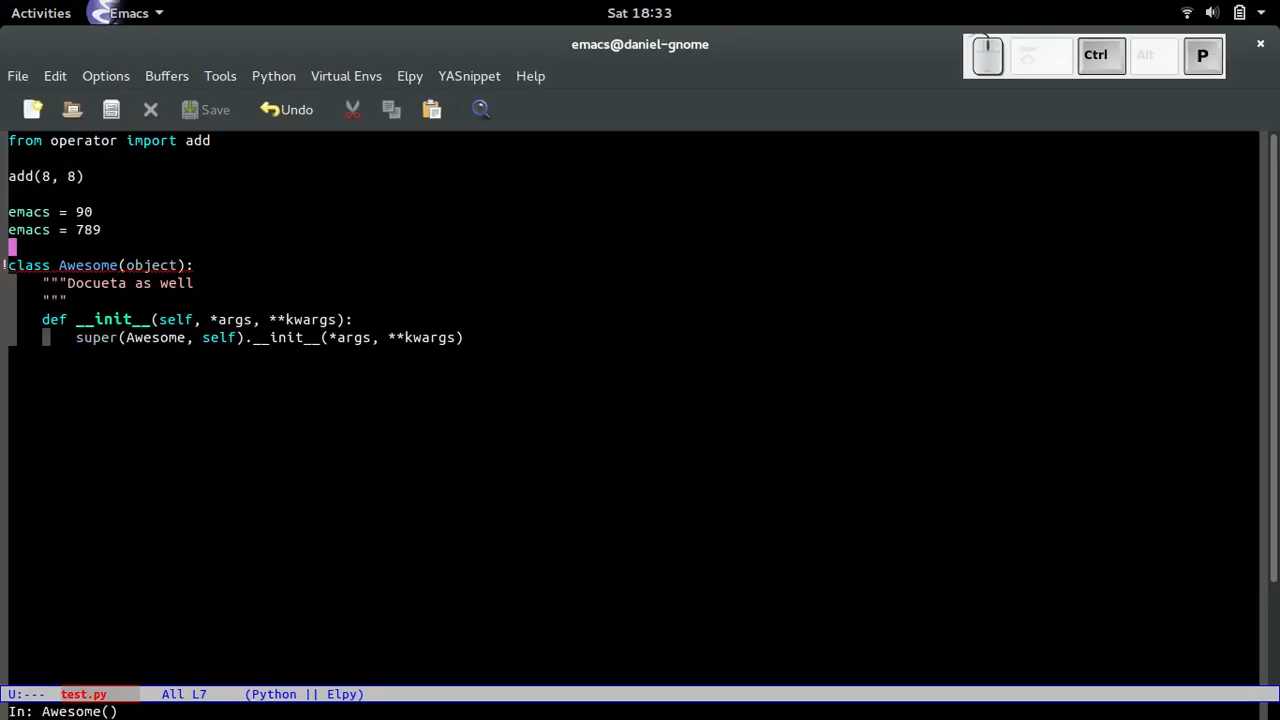 Activities Emacs Sat 18:33
emacs@daniel-gnome Ctrl Alt P
File Edit Options Buffers Tools Python Virtual Envs Elpy YASnippet Help
Save Undo
from operator import add
add(8, 8)
emacs = 90
emacs = 789
!class Awesome(object):
"""Docueta as well
"""
def __init__(self, *args, **kwargs):
super(Awesome, self).__init__(*args, **kwargs)
U:--- test.py All L7 (Python || Elpy)
In: Awesome()